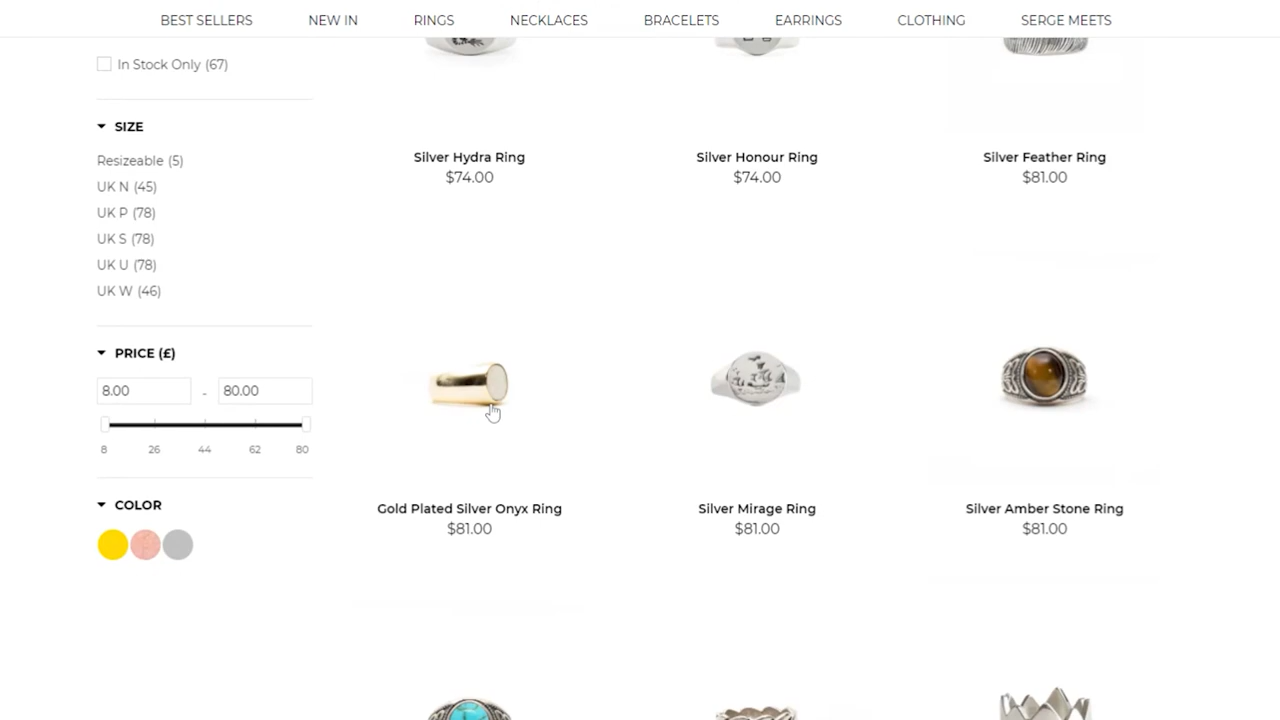 BEST SELLERS NEW IN RINGS NECKLACES BRACELETS EARRINGS CLOTHING SERGE MEETS
In Stock Only (67)
SIZE
Resizeable (5)
UK N (45)
UK P (78)
UK S (78)
UK U (78)
UK W (46)
PRICE (£)
8.00 - 80.00
8 26 44 62 80
COLOR
Silver Hydra Ring
$74.00
Silver Honour Ring
$74.00
Silver Feather Ring
$81.00
Gold Plated Silver Onyx Ring
$81.00
Silver Mirage Ring
$81.00
Silver Amber Stone Ring
$81.00